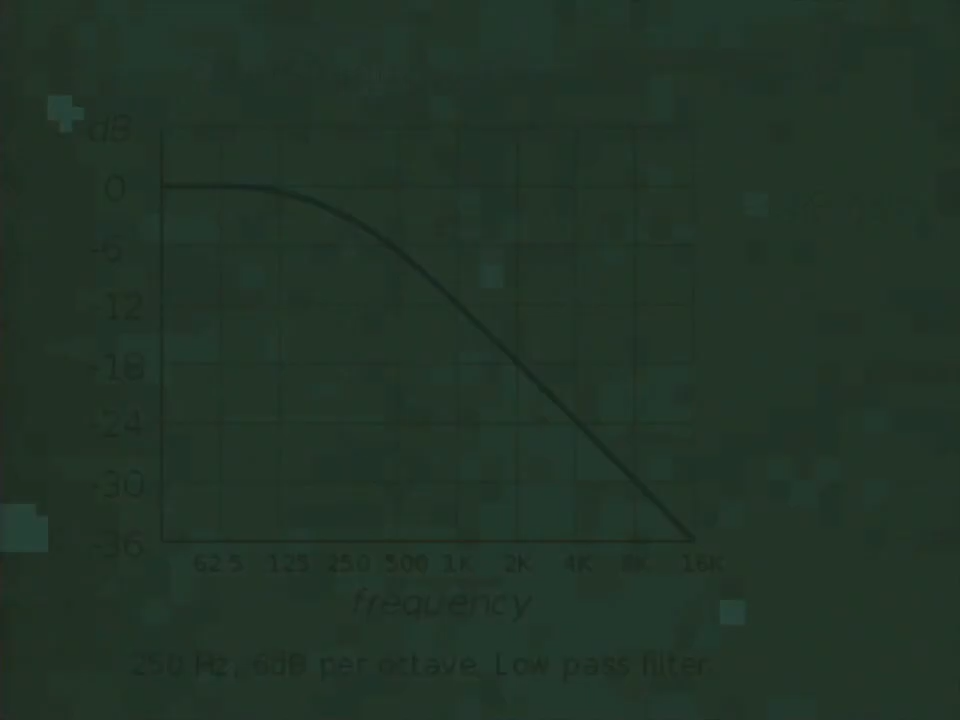 dB
0
-6
-12
-18
-24
-30
-36
62.5 125 250 500 1K 2K 4K 8K 16K
frequency
250 Hz, 6dB per octave, Low pass filter.